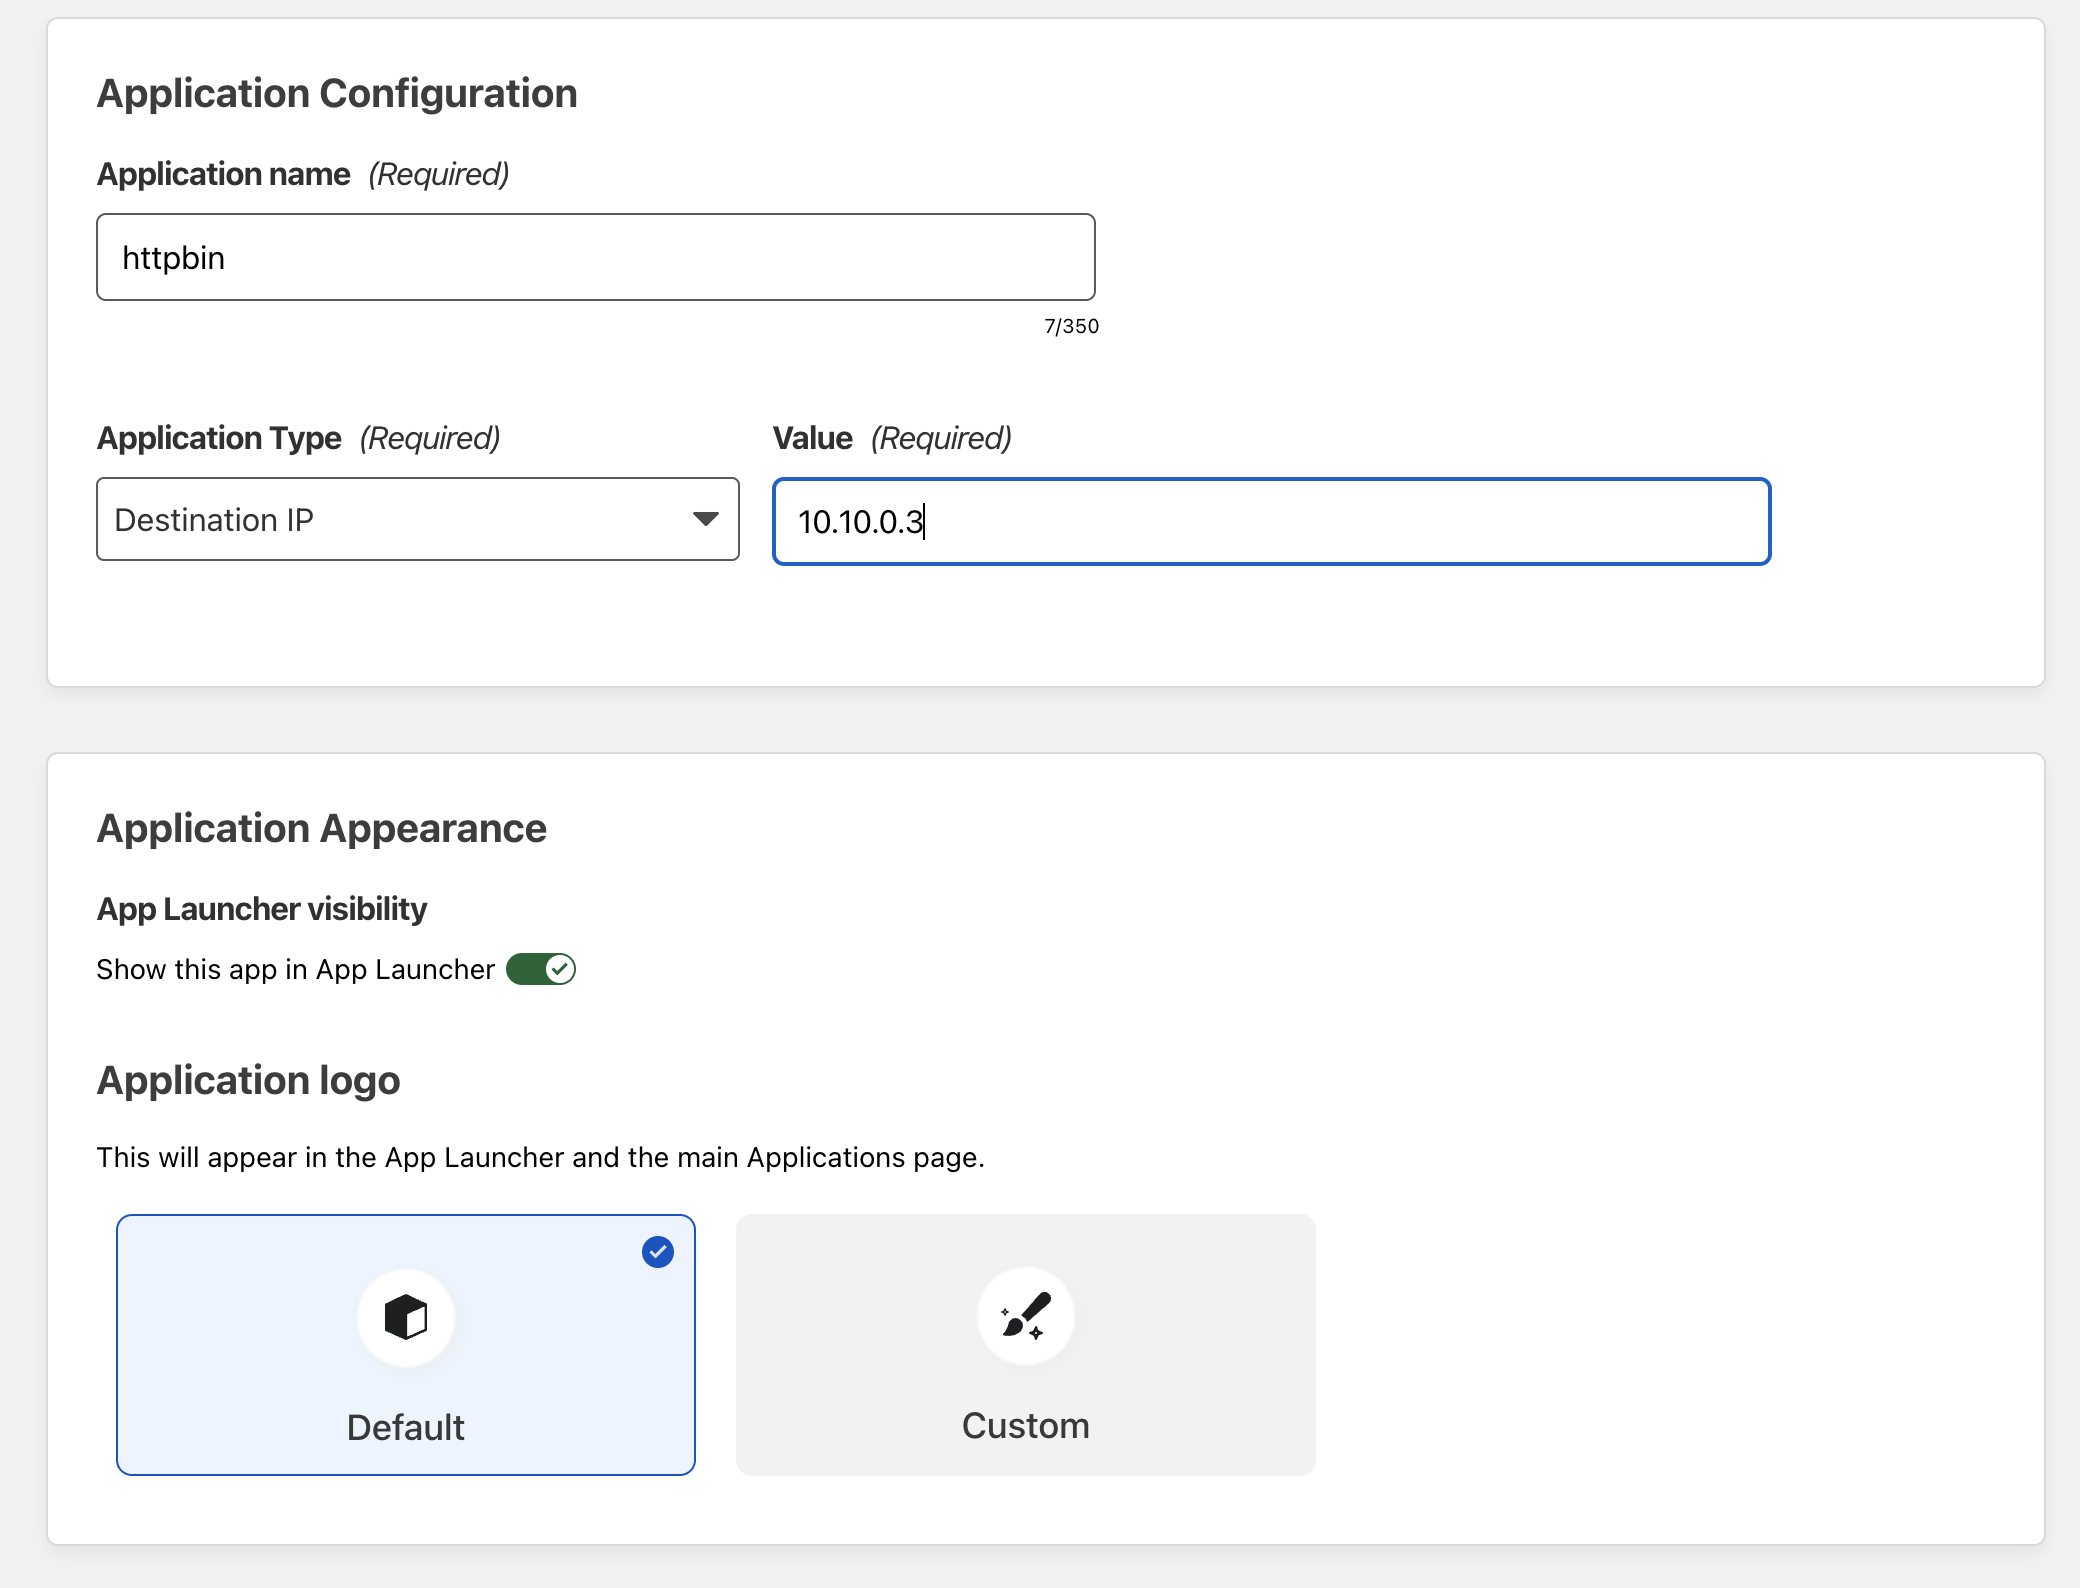 Application Configuration
Application name (Required)
httpbin
7/350
Application Type (Required) Value (Required)
Destination IP 10.10.0.3
Application Appearance
App Launcher visibility
Show this app in App Launcher
Application logo
This will appear in the App Launcher and the main Applications page.
Default Custom